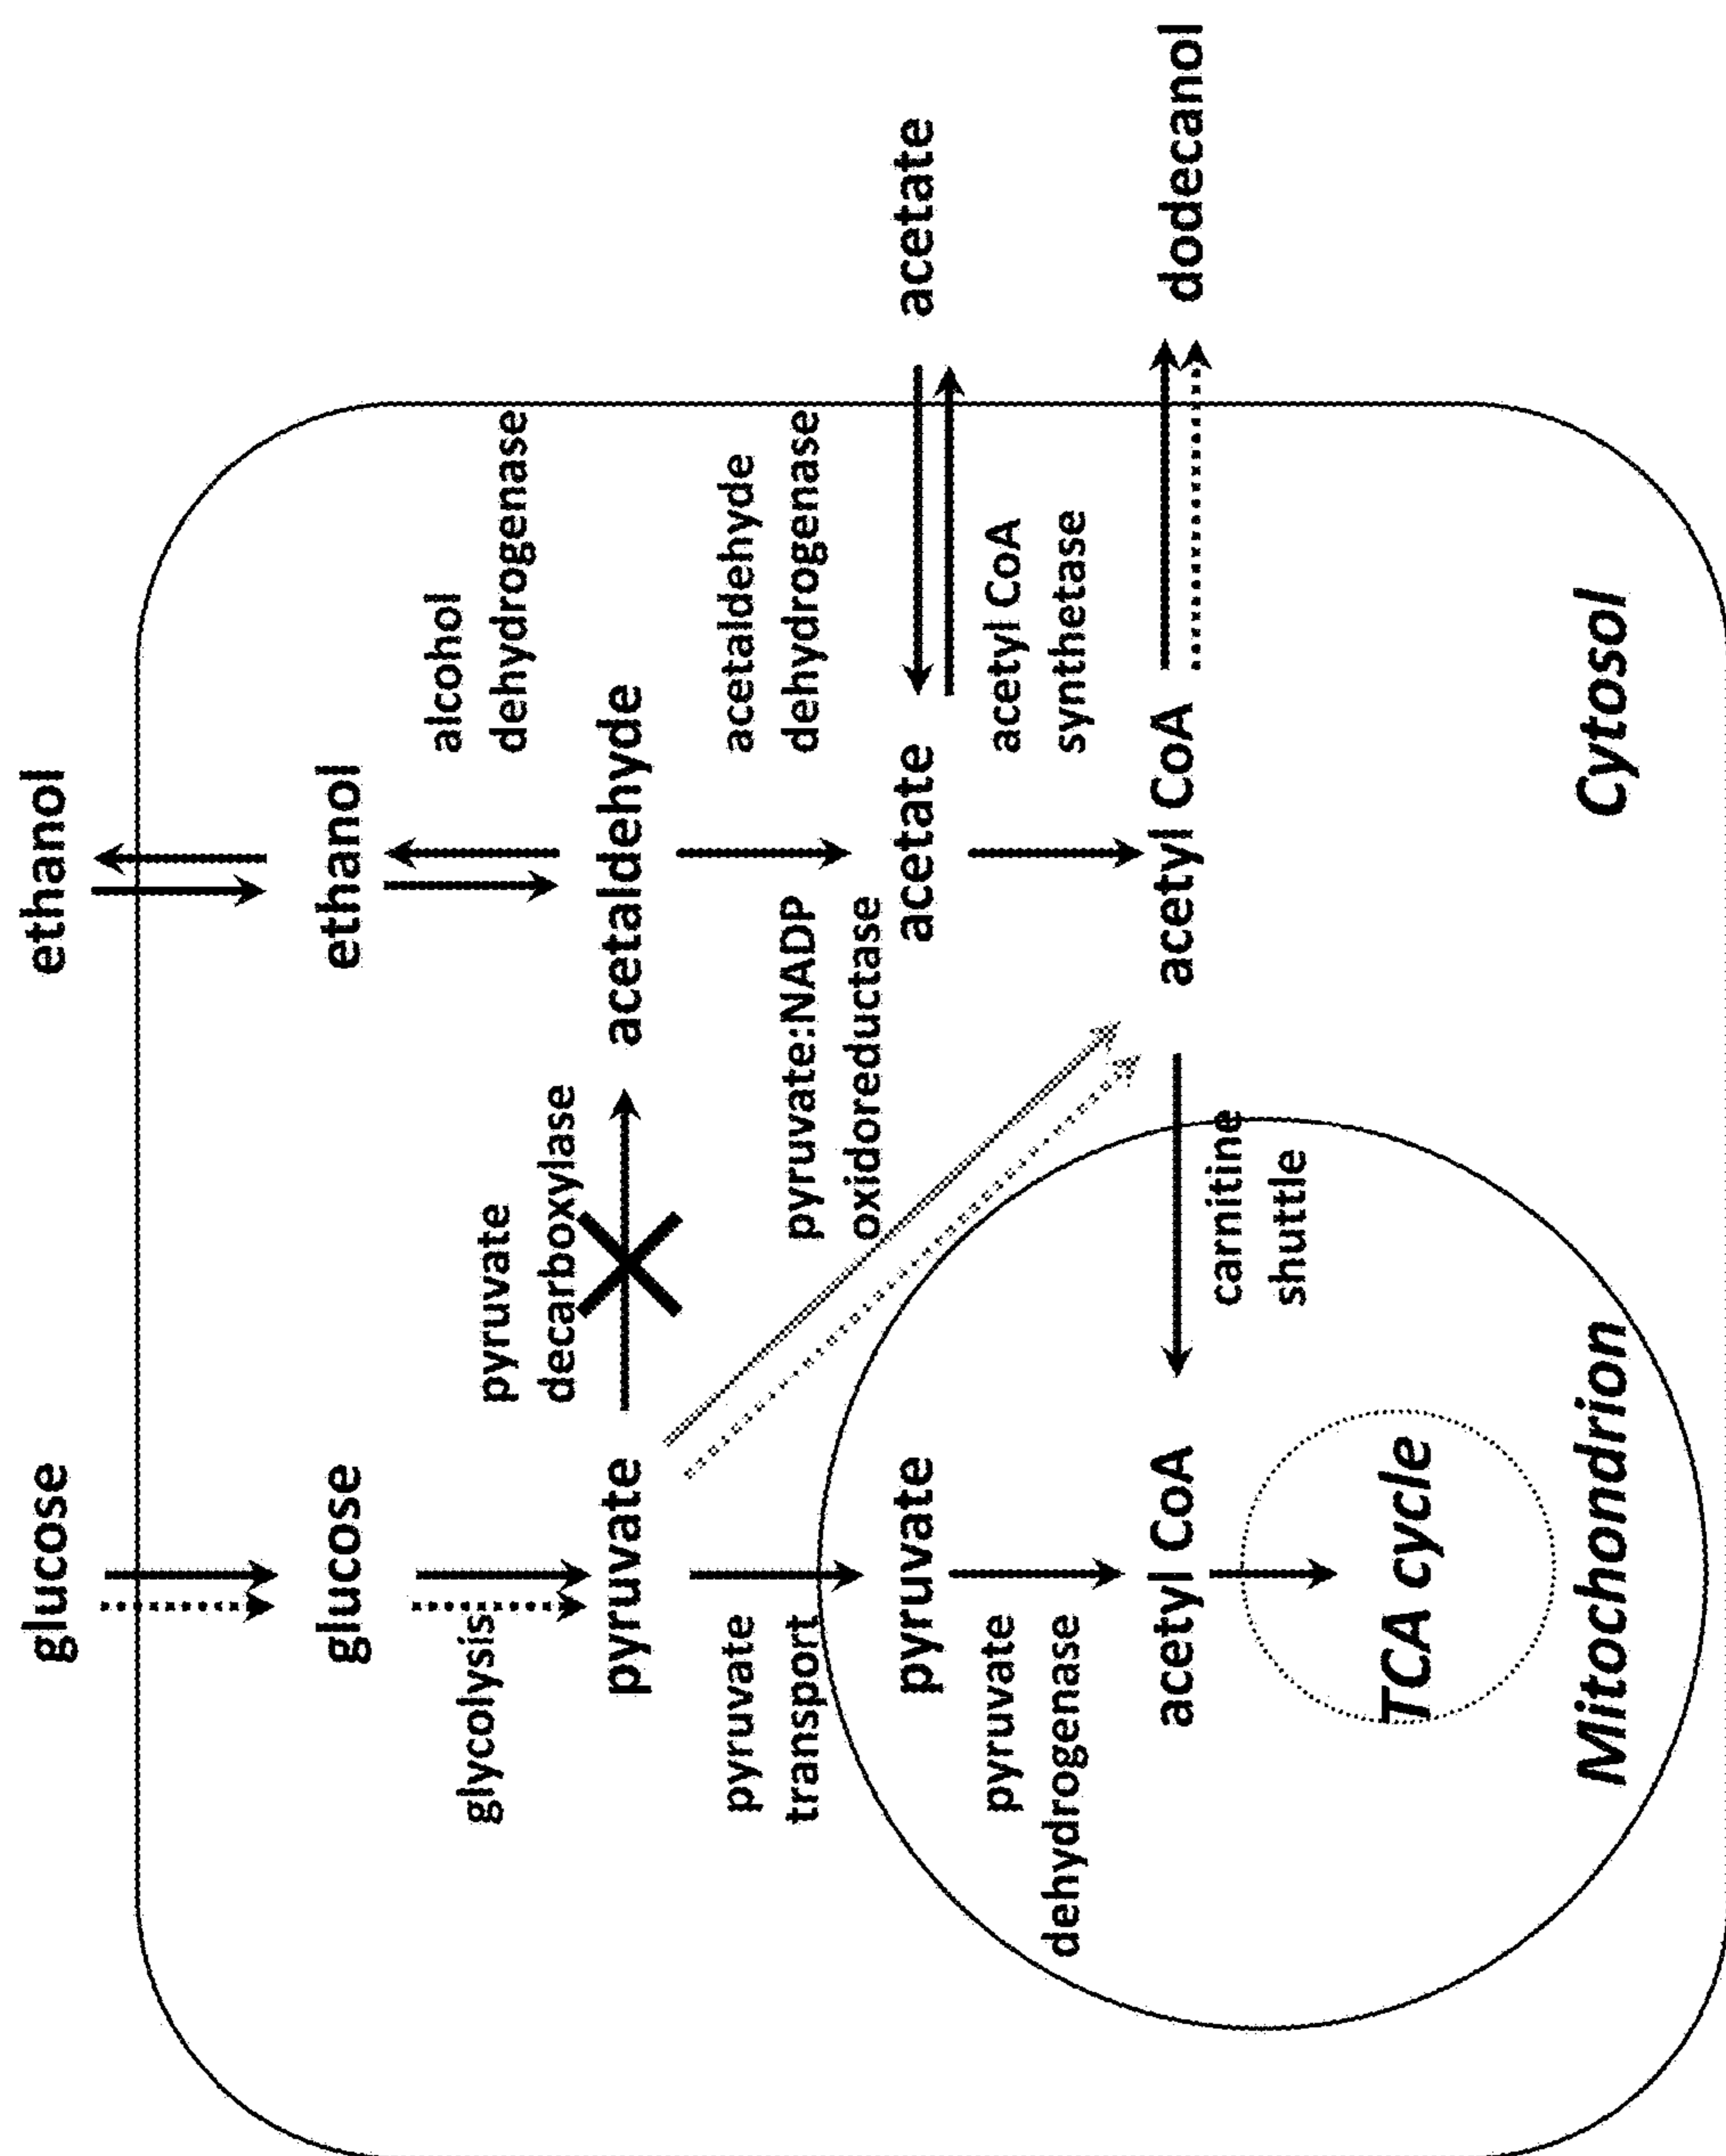 glucose
ethanol
glucose
ethanol
glycolysis
pyruvate
decarboxylase
alcohol
dehydrogenase
pyruvate
acetaldehyde
pyruvate
transport
pyruvate:NADP
oxidoreductase
acetaldehyde
dehydrogenase
pyruvate
acetate
acetate
pyruvate
dehydrogenase
acetyl CoA
synthetase
acetyl CoA
acetyl CoA
dodecanol
carnitine
shuttle
TCA cycle
Mitochondrion
Cytosol